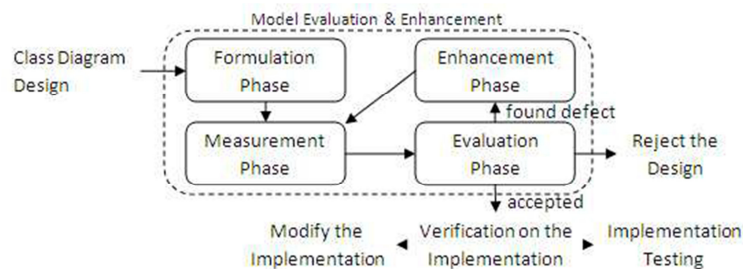 Model Evaluation & Enhancement
Class Diagram
Design
Formulation
Phase
Enhancement
Phase
found defect
Measurement
Phase
Evaluation
Phase
Reject the
Design
accepted
Modify the
Implementation
Verification on the
Implementation
Implementation
Testing